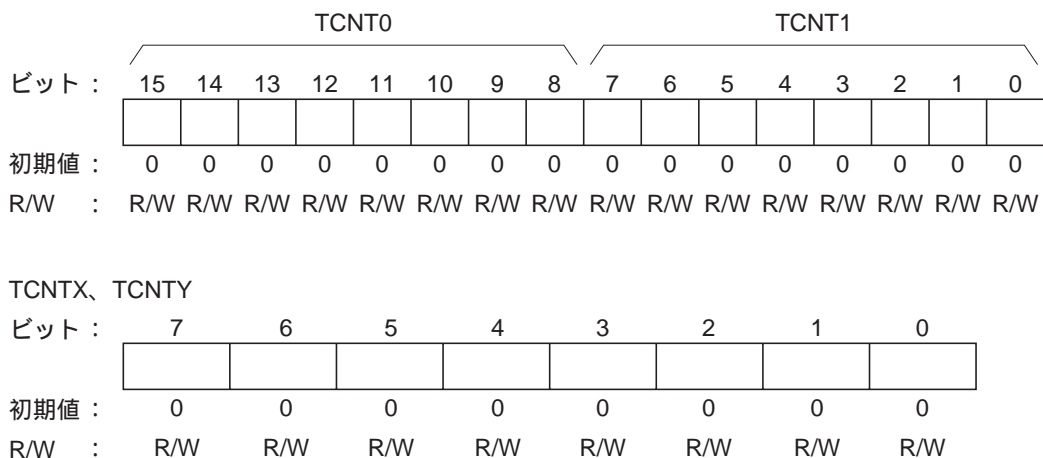 TCNT0 TCNT1
ビット： 15 14 13 12 11 10 9 8 7 6 5 4 3 2 1 0
初期値： 0 0 0 0 0 0 0 0 0 0 0 0 0 0 0 0
R/W ： R/W R/W R/W R/W R/W R/W R/W R/W R/W R/W R/W R/W R/W R/W R/W R/W
TCNTX、TCNTY
ビット： 7 6 5 4 3 2 1 0
初期値： 0 0 0 0 0 0 0 0
R/W ： R/W R/W R/W R/W R/W R/W R/W R/W